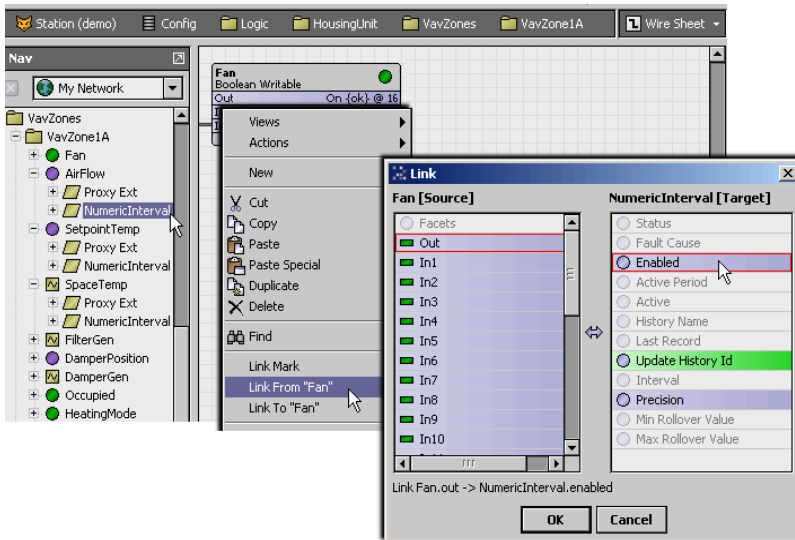 Station (demo) Config Logic HousingUnit VavZones VavZone1A Wire Sheet
Nav
My Network
VavZones
VavZone1A
Fan
AirFlow
Proxy Ext
NumericInterval
SetpointTemp
Proxy Ext
NumericInterval
SpaceTemp
Proxy Ext
NumericInterval
FilterGen
DamperPosition
DamperGen
Occupied
HeatingMode
Fan
Boolean Writable
Out On {ok} @ 16
Views
Actions
New
Cut
Copy
Paste
Paste Special
Duplicate
Delete
Find
Link Mark
Link From "Fan"
Link To "Fan"
Link
Fan [Source]
Facets
Out
In1
In2
In3
In4
In5
In6
In7
In8
In9
In10
NumericInterval [Target]
Status
Fault Cause
Enabled
Active Period
Active
History Name
Last Record
Update History Id
Interval
Precision
Min Rollover Value
Max Rollover Value
Link Fan.out -> NumericInterval.enabled
OK Cancel